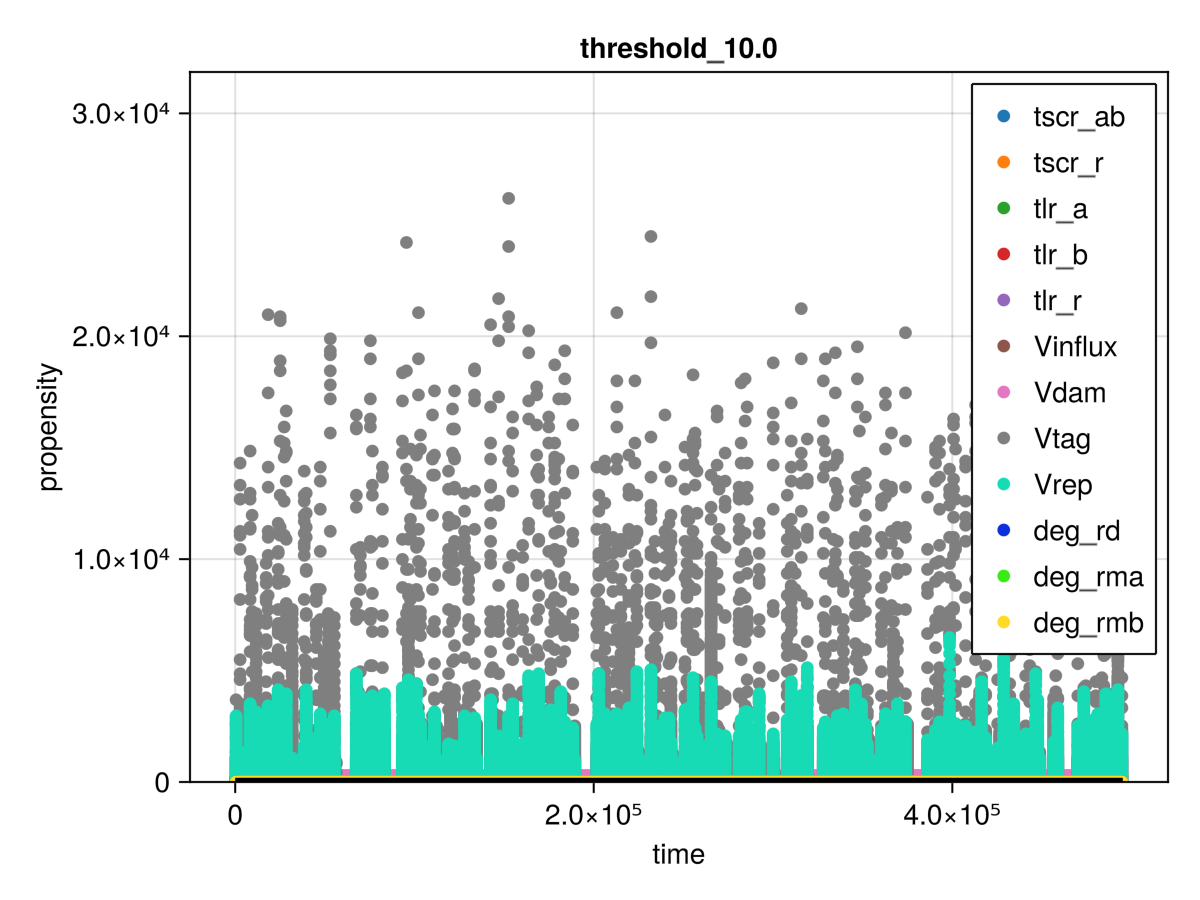 threshold_10.0
3.0×10⁴
2.0×10⁴
1.0×10⁴
0
propensity
0
2.0×10⁵
4.0×10⁵
time
tscr_ab
tscr_r
tlr_a
tlr_b
tlr_r
Vinflux
Vdam
Vtag
Vrep
deg_rd
deg_rma
deg_rmb